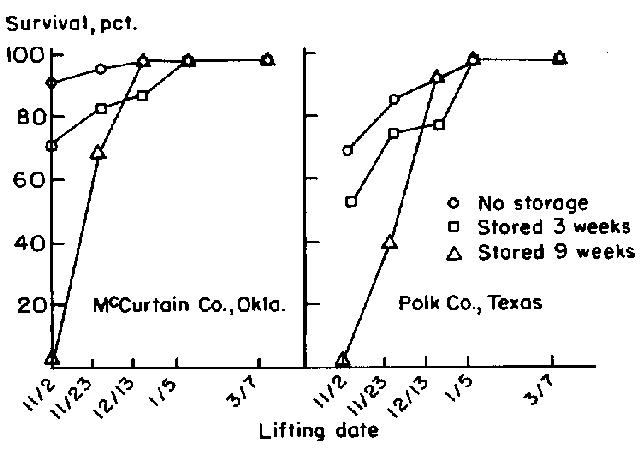 Survival, pct.
100
80
60
40
20
No storage
Stored 3 weeks
Stored 9 weeks
McCurtain Co., Okla.
Polk Co., Texas
11/2 11/23 12/13 1/5 3/7
11/2 11/23 12/13 1/5 3/7
Lifting date